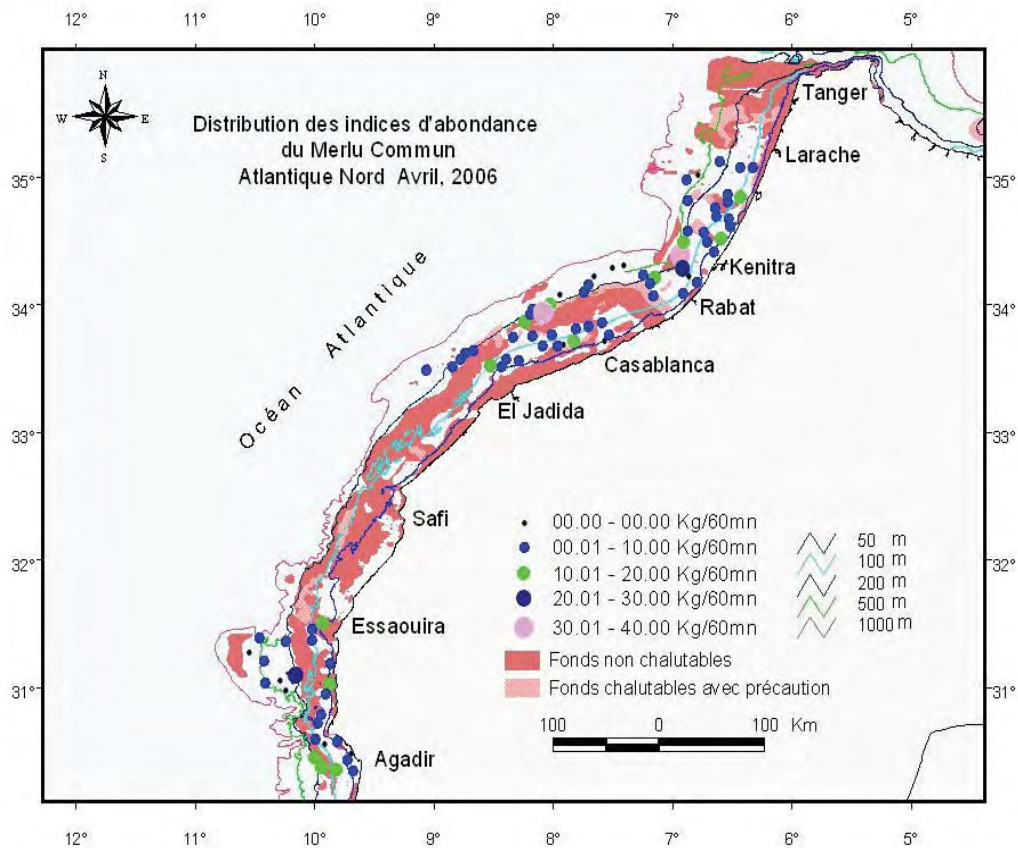 12° 11° 10° 9° 8° 7° 6° 5°
N
W E
S
Distribution des indices d'abondance
du Merlu Commun
Atlantique Nord Avril, 2006
Tanger
Larache
35° 35°
Kenitra
Océan Atlantique
34° 34°
Rabat
Casablanca
El Jadida
33° 33°
Safi
00.00 - 00.00 Kg/60mn
00.01 - 10.00 Kg/60mn
10.01 - 20.00 Kg/60mn
20.01 - 30.00 Kg/60mn
30.01 - 40.00 Kg/60mn
50 m
100 m
200 m
500 m
1000 m
32° 32°
Essaouira
Fonds non chalutables
Fonds chalutables avec précaution
31° 31°
100 0 100 Km
Agadir
12° 11° 10° 9° 8° 7° 6° 5°